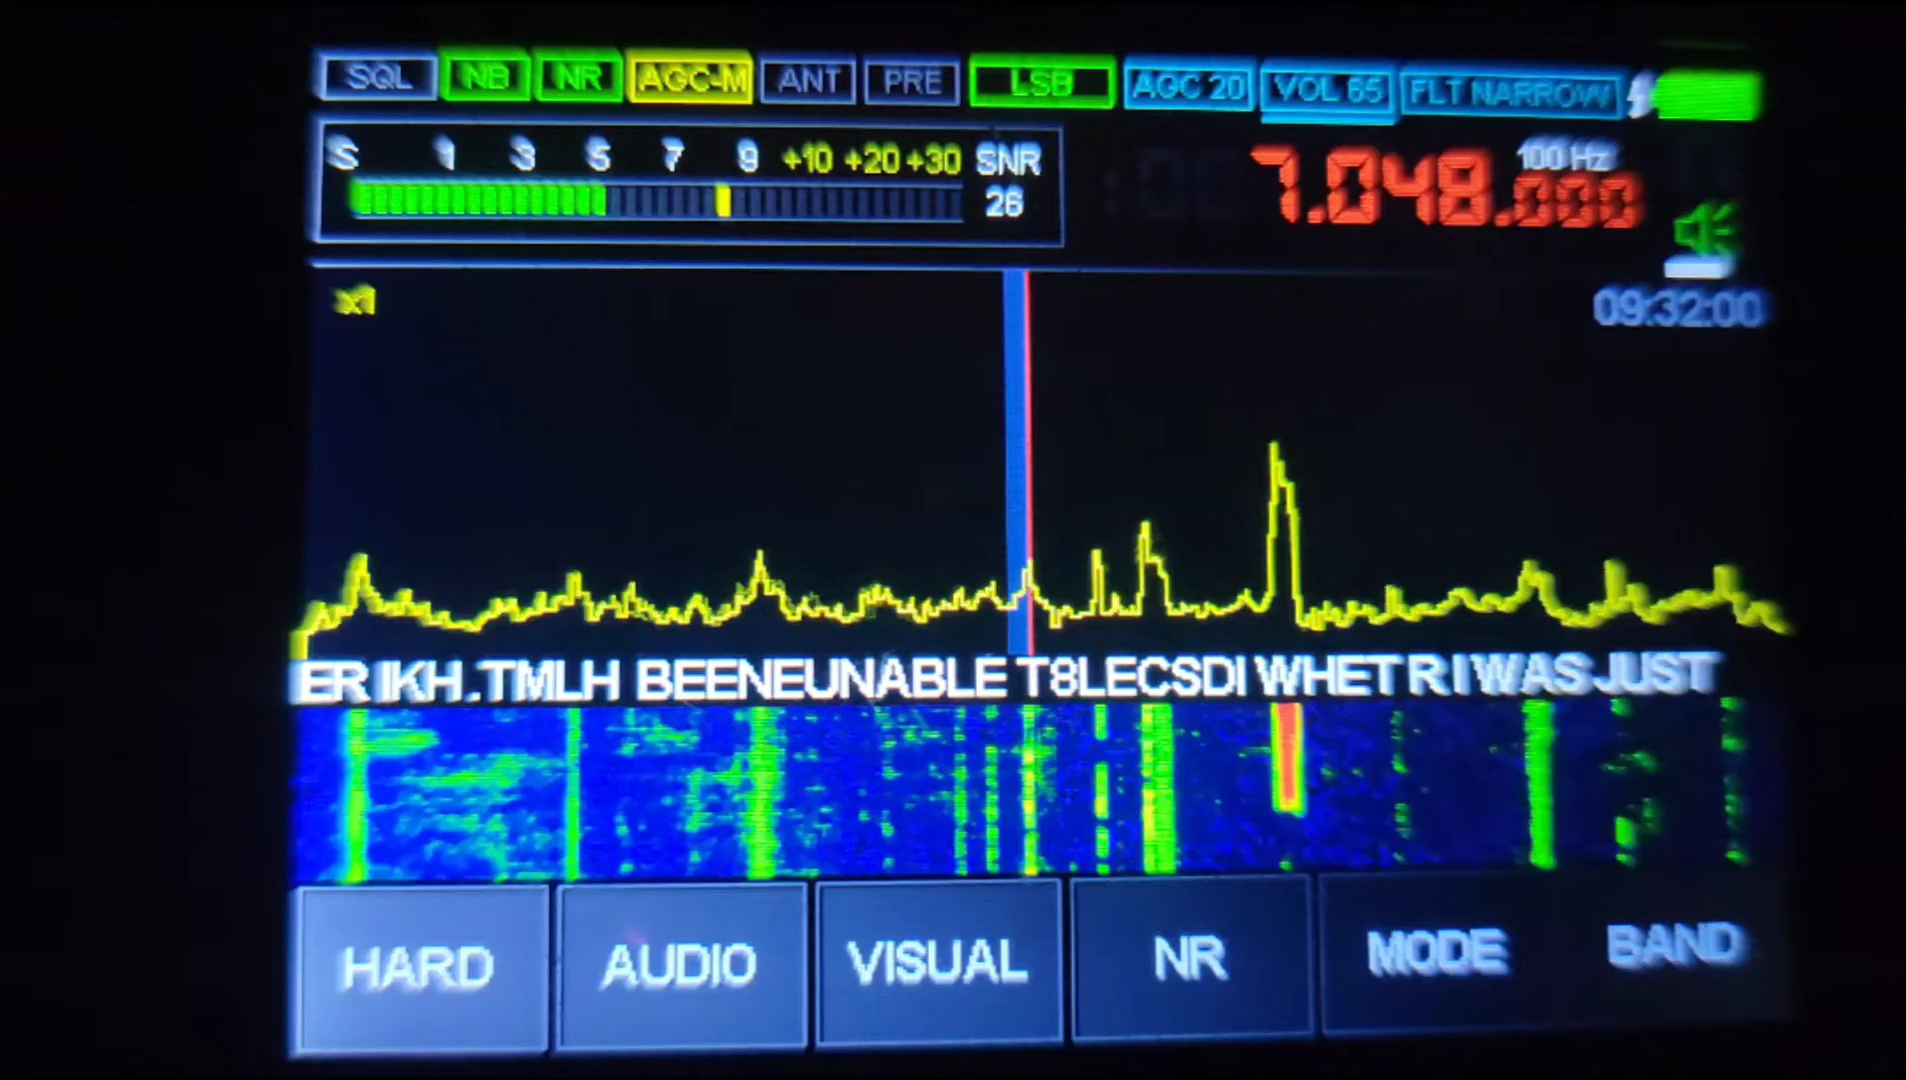 SQL NB NR AGC-M ANT PRE LSB AGC 20 VOL 65 FLT NARROW
S 1 3 5 7 9 +10 +20 +30 SNR
26
100 Hz
7.048.000
x1
09:32:00
ER IKH.TMLH BEENEUNABLE T8LECSDI WHET R I WAS JUST
HARD AUDIO VISUAL NR MODE BAND